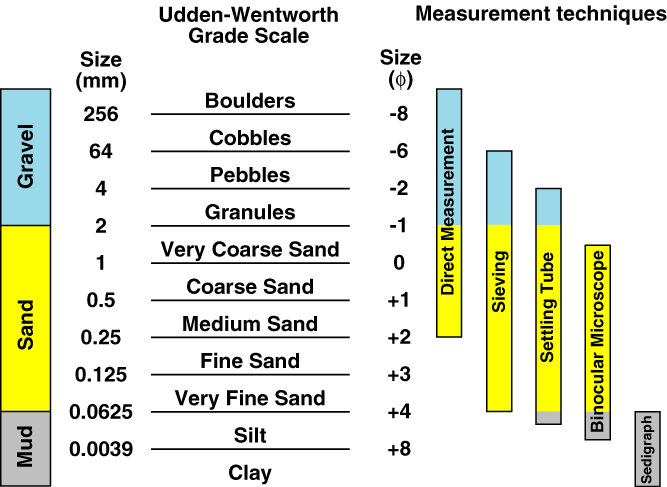 Udden-Wentworth
Grade Scale
Measurement techniques
Size
(mm)
Size
(ϕ)
Boulders
256
-8
Cobbles
64
-6
Pebbles
4
-2
Granules
2
-1
Very Coarse Sand
1
0
Coarse Sand
0.5
+1
Medium Sand
0.25
+2
Fine Sand
0.125
+3
Very Fine Sand
0.0625
+4
Silt
0.0039
+8
Clay
Gravel
Sand
Mud
Direct Measurement
Sieving
Settling Tube
Binocular Microscope
Sedigraph